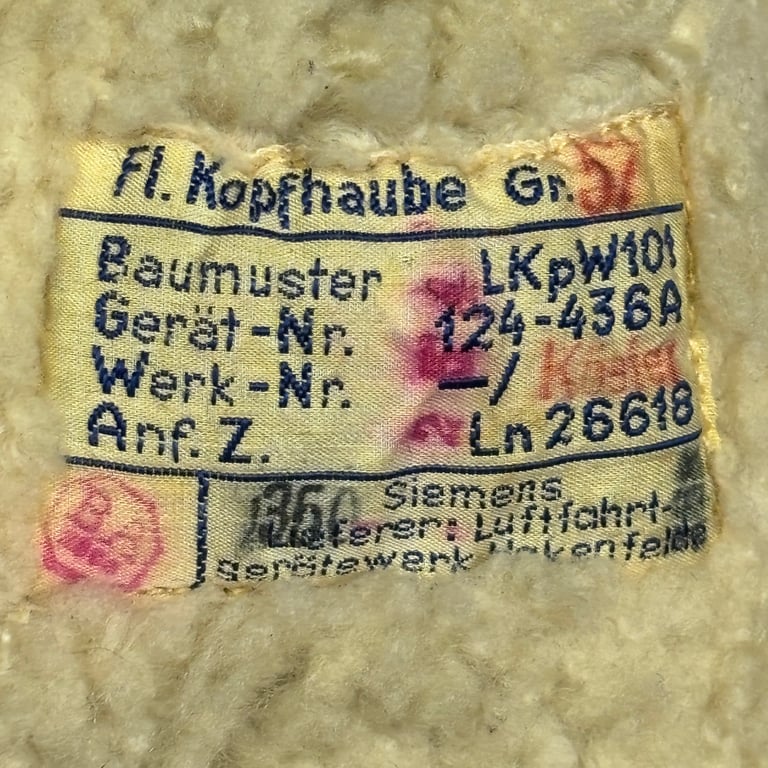 Fl. Kopfhaube Gr. 57
Baumuster LKpW101
Gerät-Nr. 124-436A
Werk-Nr. -/
Anf. Z. Ln 26618
Siemens
Lieferer: Luftfahrt-
gerätewerk Hakenfelde